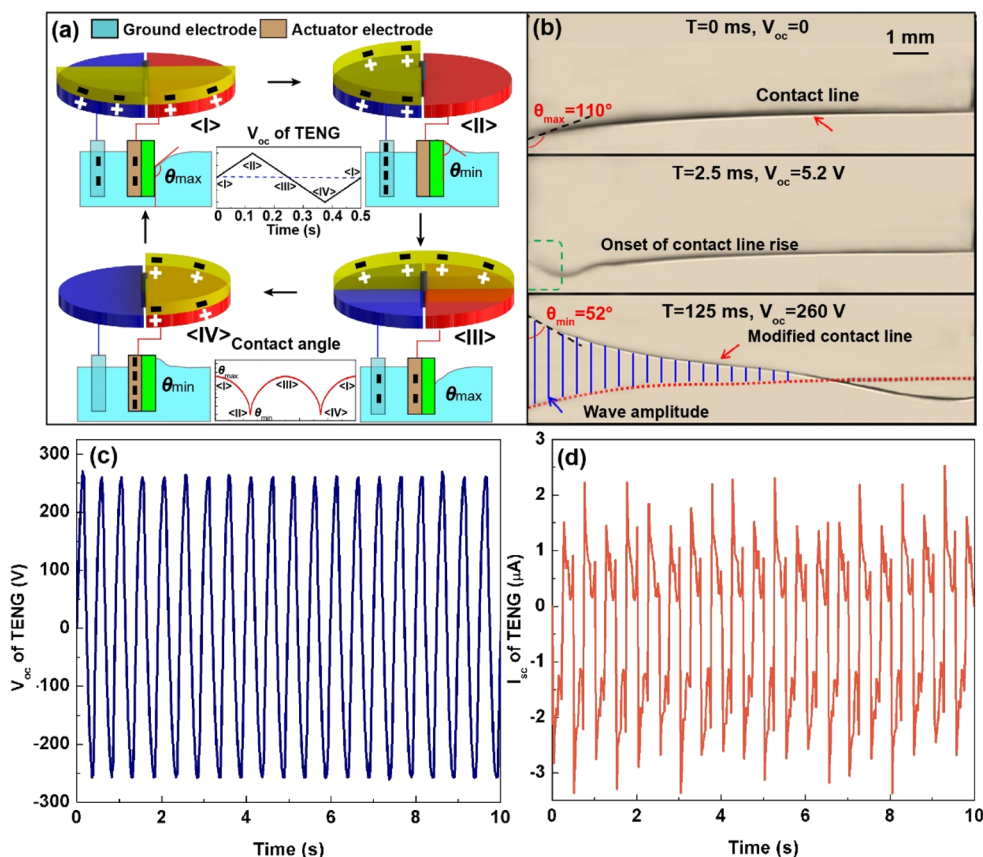 (a)
Ground electrode
Actuator electrode
<I>
<II>
θmax
θmin
Voc of TENG
<I>
<II>
<III>
<IV>
<I>
0 0.1 0.2 0.3 0.4 0.5
Time (s)
<IV>
<III>
θmin
θmax
Contact angle
θmax
<I>
<III>
<I>
<II>
θmin
<IV>
(b)
T=0 ms, Voc=0
1 mm
θmax=110°
Contact line
T=2.5 ms, Voc=5.2 V
Onset of contact line rise
T=125 ms, Voc=260 V
θmin=52°
Modified contact line
Wave amplitude
(c)
Voc of TENG (V)
300
250
200
100
0
-100
-200
-300
0 2 4 6 8 10
Time (s)
(d)
Isc of TENG (μA)
3
2
1
0
-1
-2
-3
0 2 4 6 8 10
Time (s)